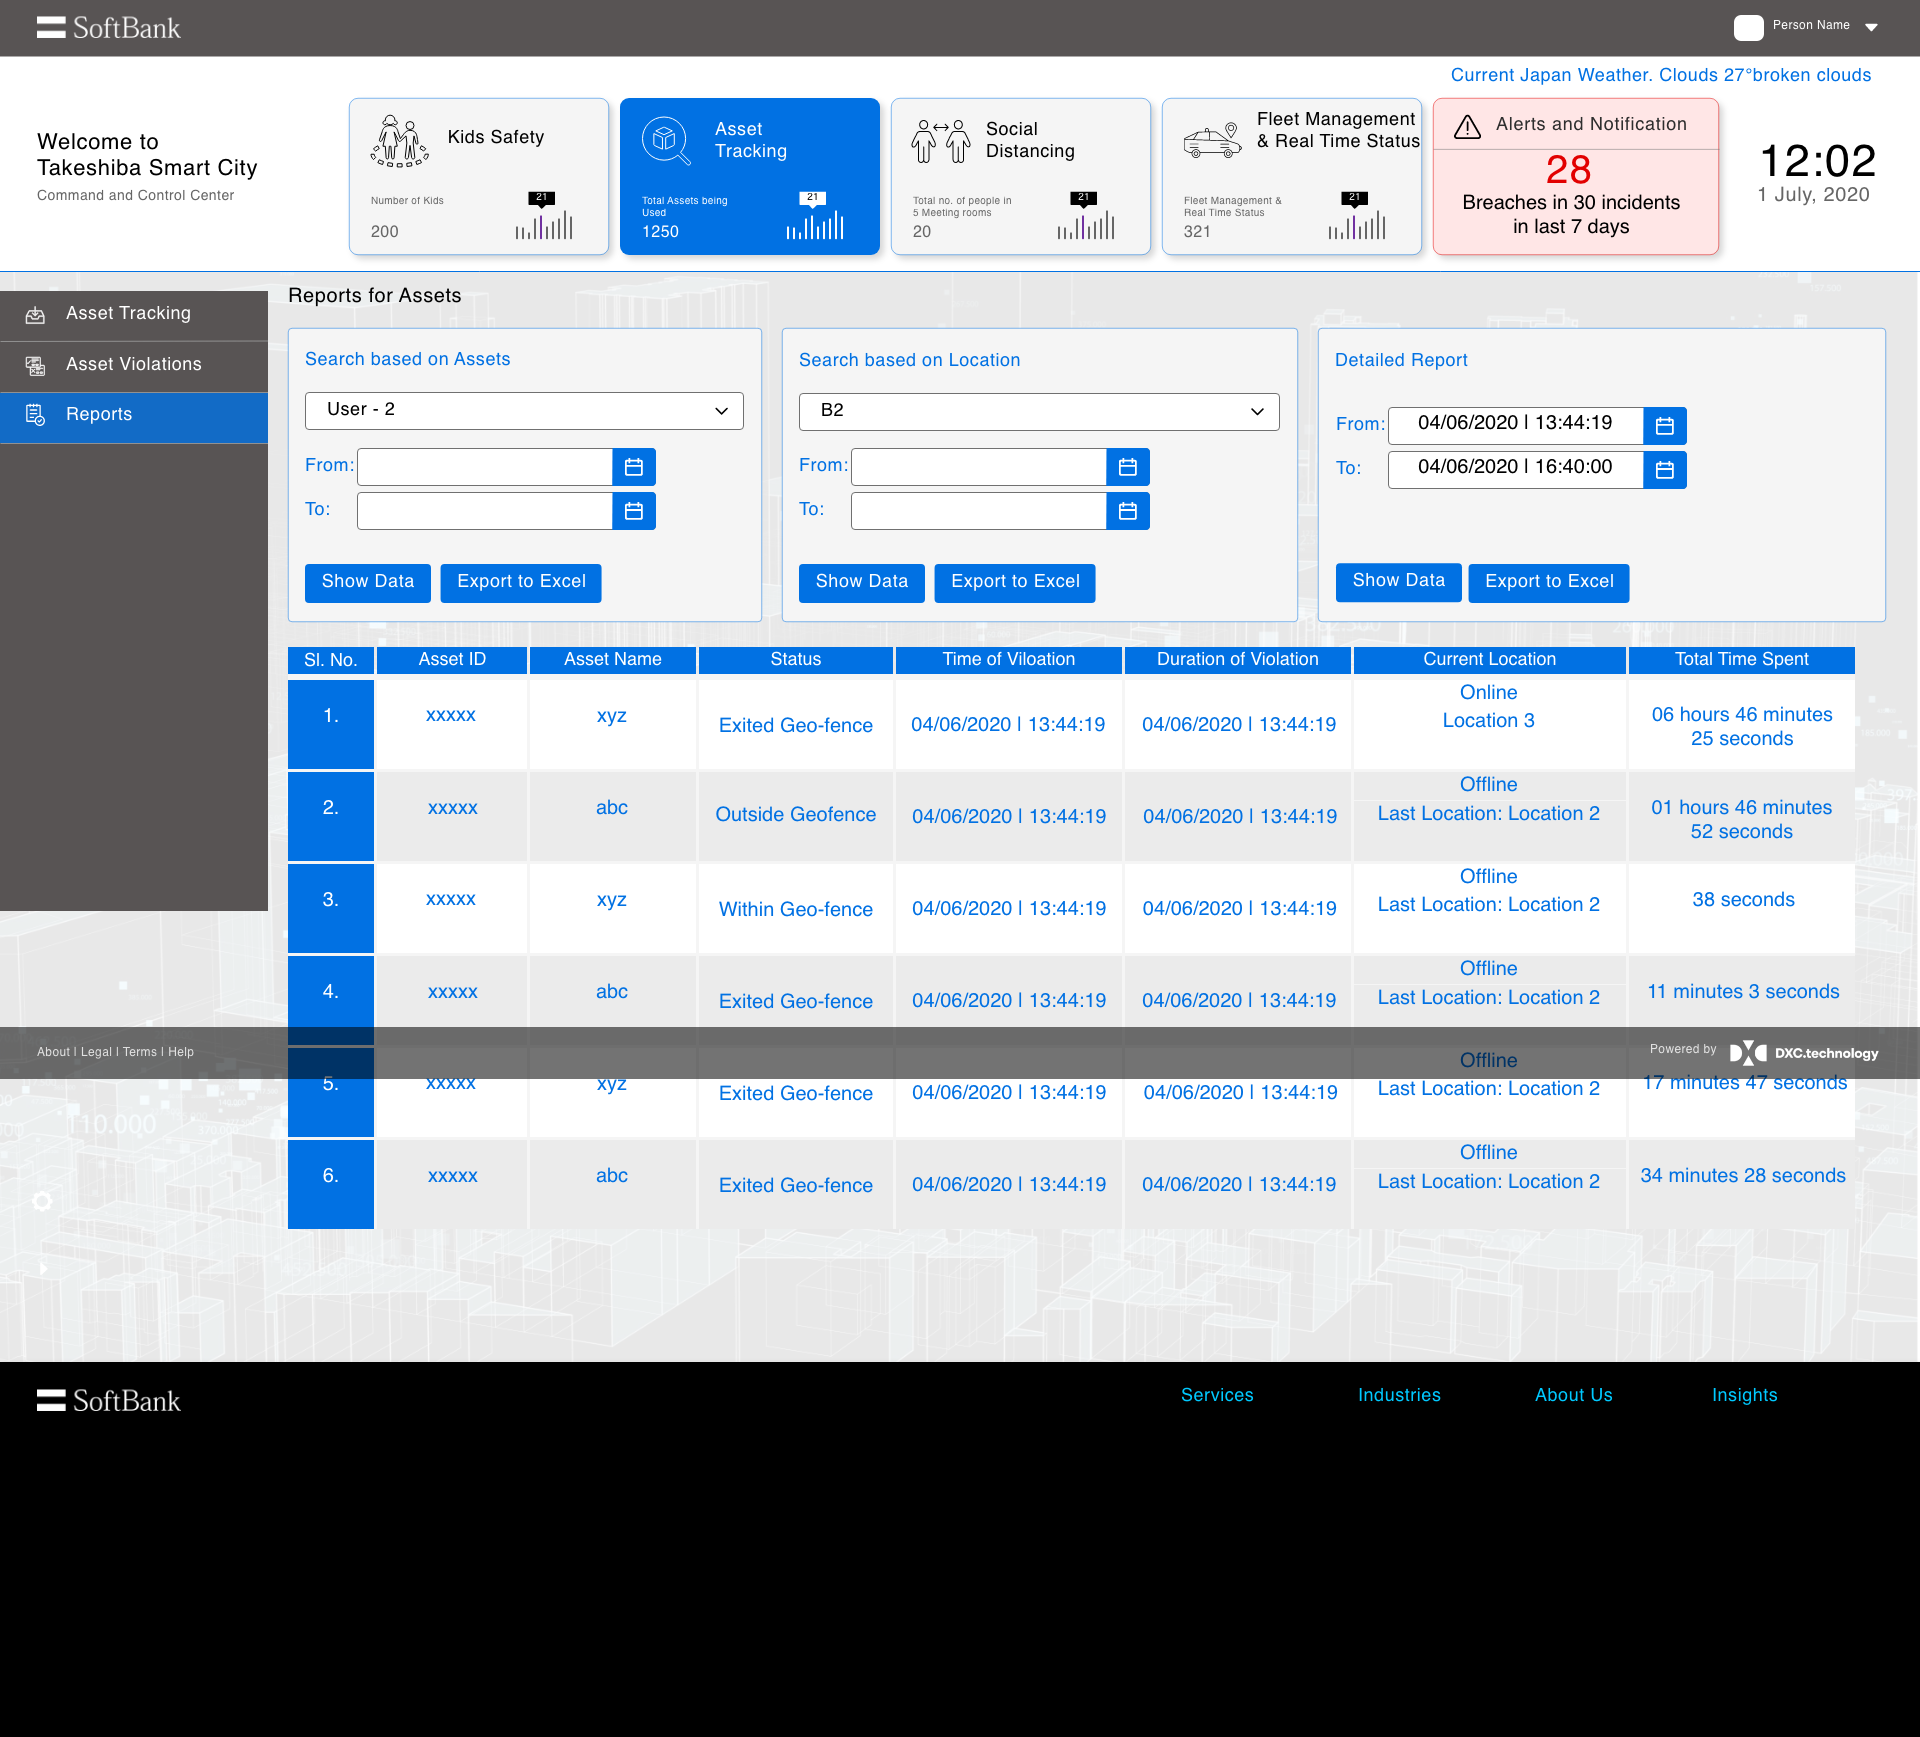 SoftBank
Person Name
Current Japan Weather. Clouds 27°broken clouds
Welcome to
Takeshiba Smart City
Command and Control Center
Kids Safety
Number of Kids
200
21
Asset
Tracking
Total Assets being
Used
1250
21
Social
Distancing
Total no. of people in
5 Meeting rooms
20
21
Fleet Management
& Real Time Status
Fleet Management &
Real Time Status
321
21
Alerts and Notification
28
Breaches in 30 incidents
in last 7 days
12:02
1 July, 2020
Asset Tracking
Asset Violations
Reports
Reports for Assets
Search based on Assets
User - 2
From:
To:
Show Data
Export to Excel
Search based on Location
B2
From:
To:
Show Data
Export to Excel
Detailed Report
From: 04/06/2020 | 13:44:19
To: 04/06/2020 | 16:40:00
Show Data
Export to Excel
Sl. No. Asset ID Asset Name Status Time of Viloation Duration of Violation Current Location Total Time Spent
1. xxxxx xyz Exited Geo-fence 04/06/2020 | 13:44:19 04/06/2020 | 13:44:19
Online
Location 3
06 hours 46 minutes
25 seconds
2. xxxxx abc Outside Geofence 04/06/2020 | 13:44:19 04/06/2020 | 13:44:19
Offline
Last Location: Location 2
01 hours 46 minutes
52 seconds
3. xxxxx xyz Within Geo-fence 04/06/2020 | 13:44:19 04/06/2020 | 13:44:19
Offline
Last Location: Location 2
38 seconds
4. xxxxx abc Exited Geo-fence 04/06/2020 | 13:44:19 04/06/2020 | 13:44:19
Offline
Last Location: Location 2
11 minutes 3 seconds
About | Legal | Terms | Help
Powered by DXC.technology
5. xxxxx xyz Exited Geo-fence 04/06/2020 | 13:44:19 04/06/2020 | 13:44:19
Offline
Last Location: Location 2
17 minutes 47 seconds
110.000
6. xxxxx abc Exited Geo-fence 04/06/2020 | 13:44:19 04/06/2020 | 13:44:19
Offline
Last Location: Location 2
34 minutes 28 seconds
SoftBank
Services
Industries
About Us
Insights